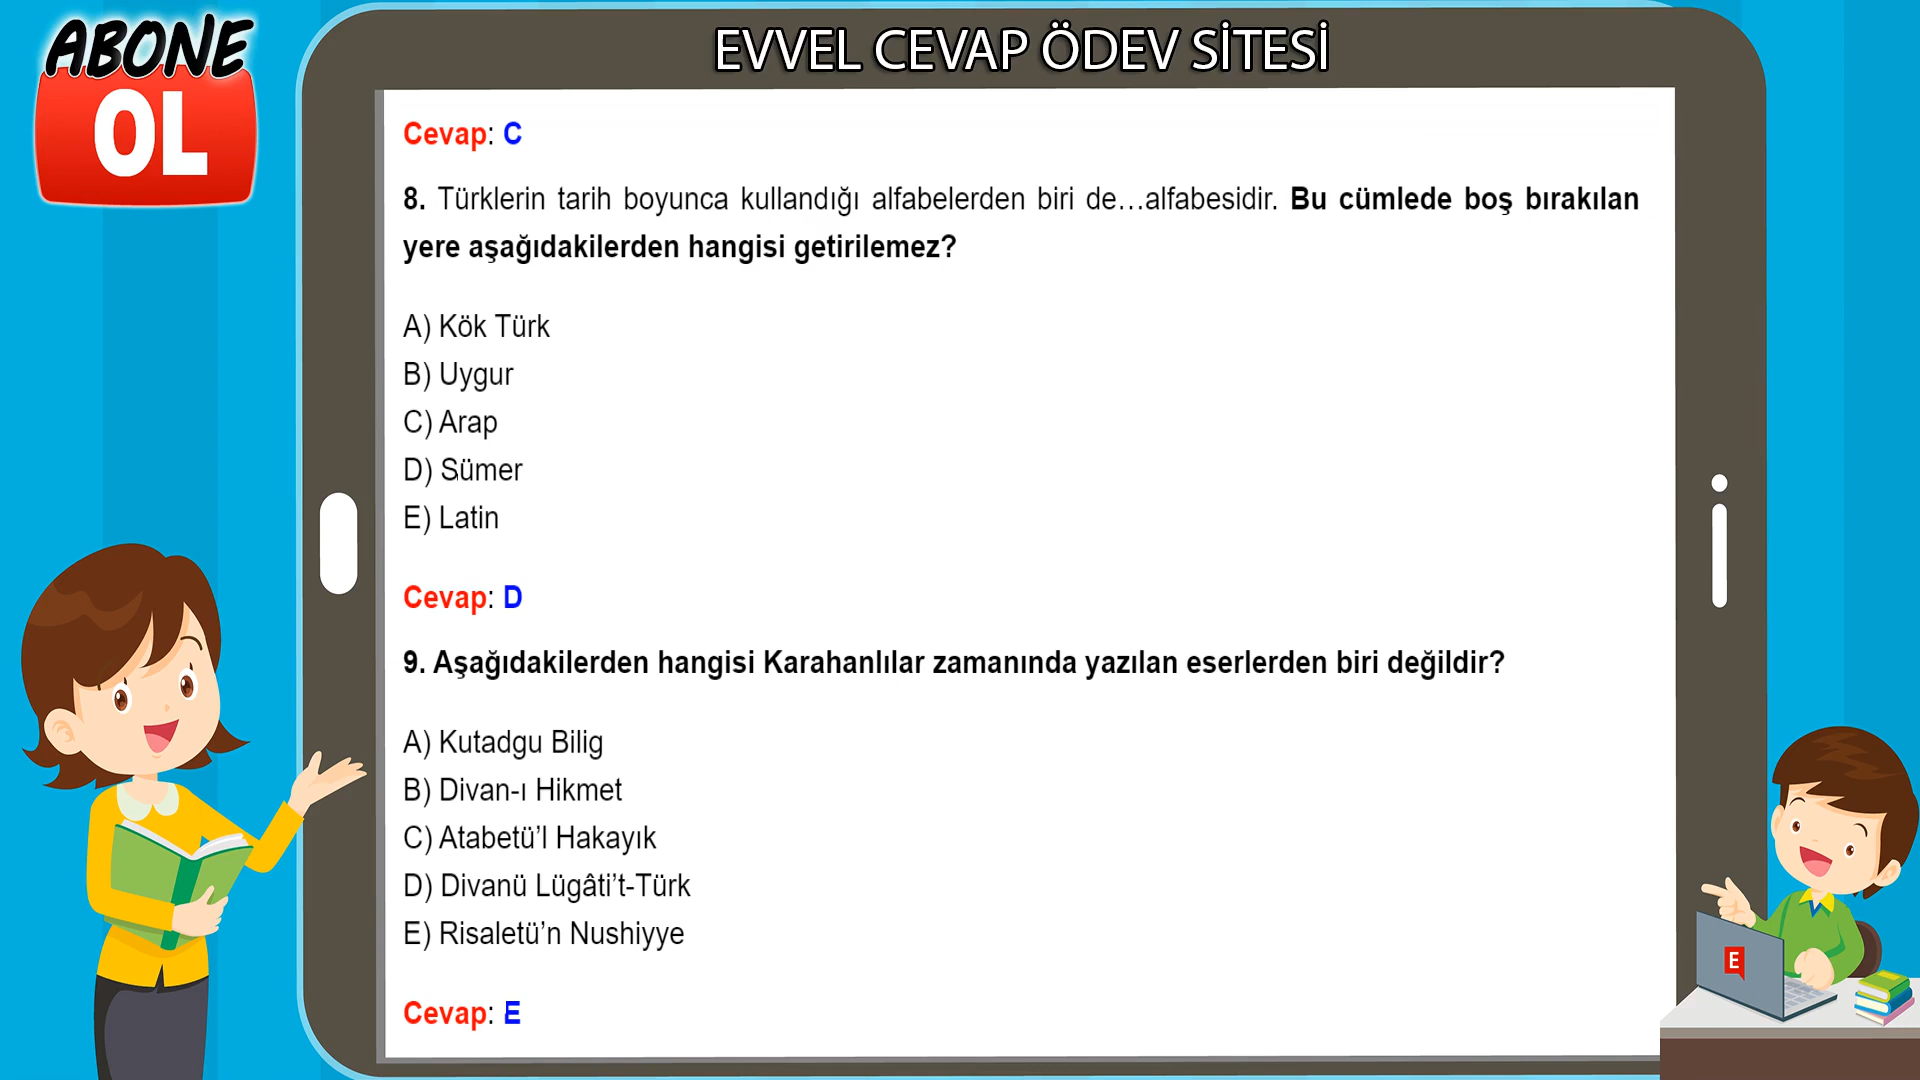 ABONE
OL
EVVEL CEVAP ÖDEV SİTESİ
Cevap: C
8. Türklerin tarih boyunca kullandığı alfabelerden biri de…alfabesidir. Bu cümlede boş bırakılan
yere aşağıdakilerden hangisi getirilemez?
A) Kök Türk
B) Uygur
C) Arap
D) Sümer
E) Latin
Cevap: D
9. Aşağıdakilerden hangisi Karahanlılar zamanında yazılan eserlerden biri değildir?
A) Kutadgu Bilig
B) Divan-ı Hikmet
C) Atabetü’l Hakayık
D) Divanü Lügâti’t-Türk
E) Risaletü’n Nushiyye
Cevap: E
E